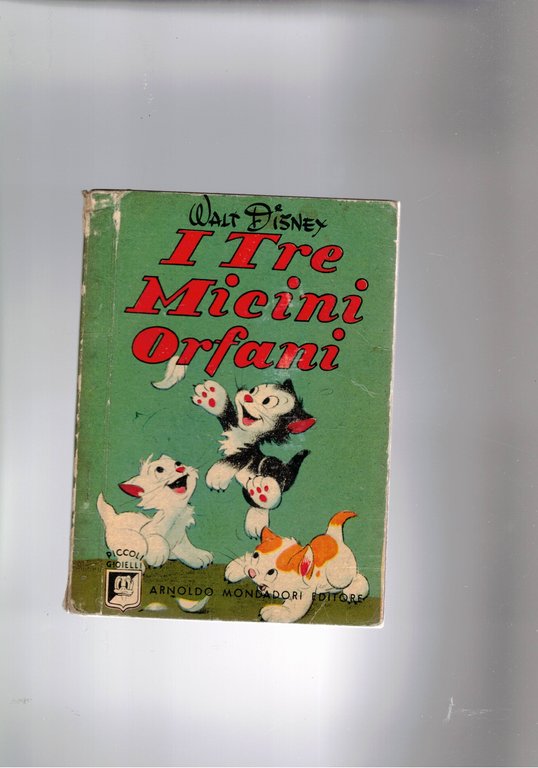 WALT DISNEY
I Tre
Micini
Orfani
PICCOLI
GIOIELLI
ARNOLDO MONDADORI EDITORE